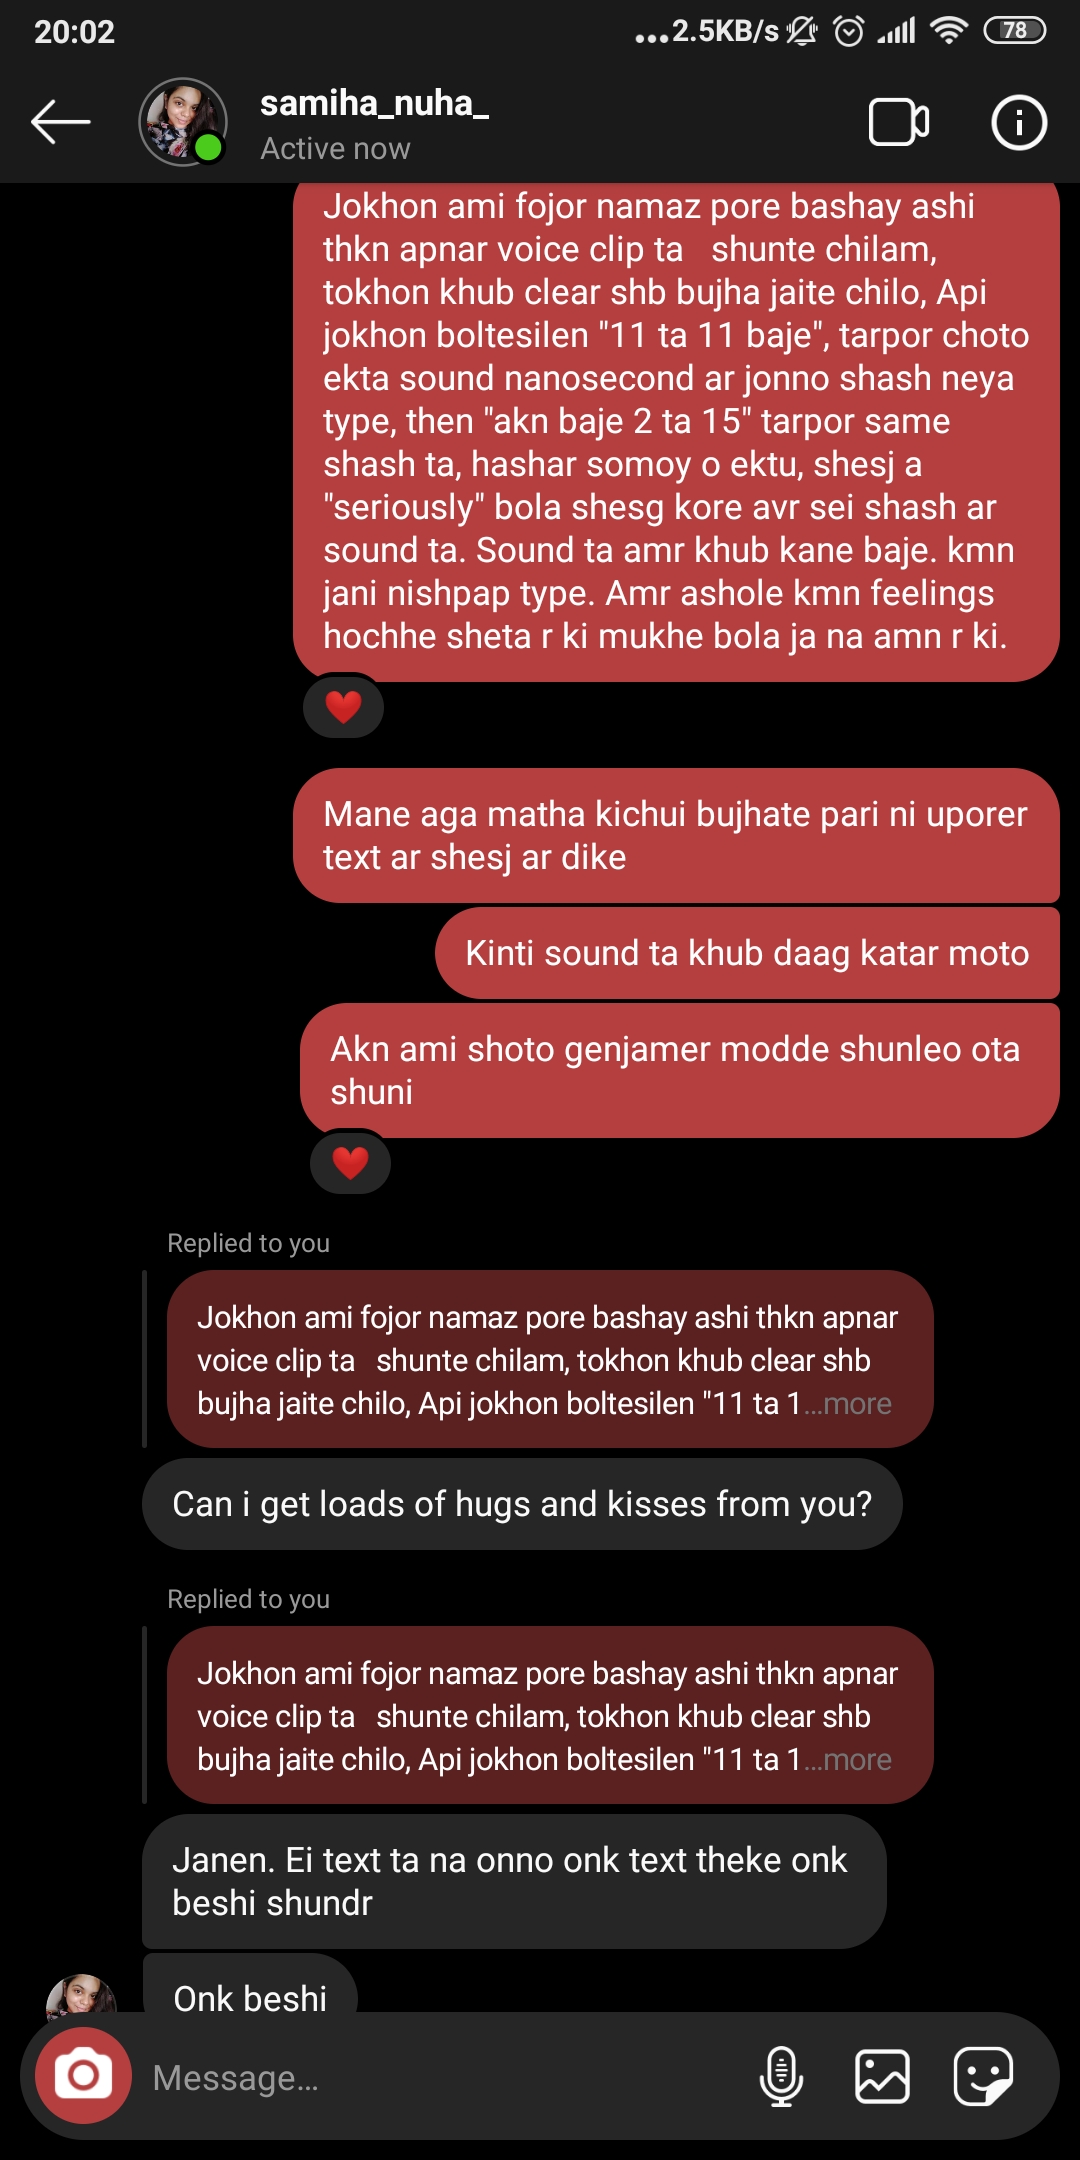 20:02
...2.5KB/s
78
samiha_nuha_
Active now
Jokhon ami fojor namaz pore bashay ashi
thkn apnar voice clip ta   shunte chilam,
tokhon khub clear shb bujha jaite chilo, Api
jokhon boltesilen "11 ta 11 baje", tarpor choto
ekta sound nanosecond ar jonno shash neya
type, then "akn baje 2 ta 15" tarpor same
shash ta, hashar somoy o ektu, shesj a
"seriously" bola shesg kore avr sei shash ar
sound ta. Sound ta amr khub kane baje. kmn
jani nishpap type. Amr ashole kmn feelings
hochhe sheta r ki mukhe bola ja na amn r ki.
Mane aga matha kichui bujhate pari ni uporer
text ar shesj ar dike
Kinti sound ta khub daag katar moto
Akn ami shoto genjamer modde shunleo ota
shuni
Replied to you
Jokhon ami fojor namaz pore bashay ashi thkn apnar
voice clip ta   shunte chilam, tokhon khub clear shb
bujha jaite chilo, Api jokhon boltesilen "11 ta 1...more
Can i get loads of hugs and kisses from you?
Replied to you
Jokhon ami fojor namaz pore bashay ashi thkn apnar
voice clip ta   shunte chilam, tokhon khub clear shb
bujha jaite chilo, Api jokhon boltesilen "11 ta 1...more
Janen. Ei text ta na onno onk text theke onk
beshi shundr
Onk beshi
Message...